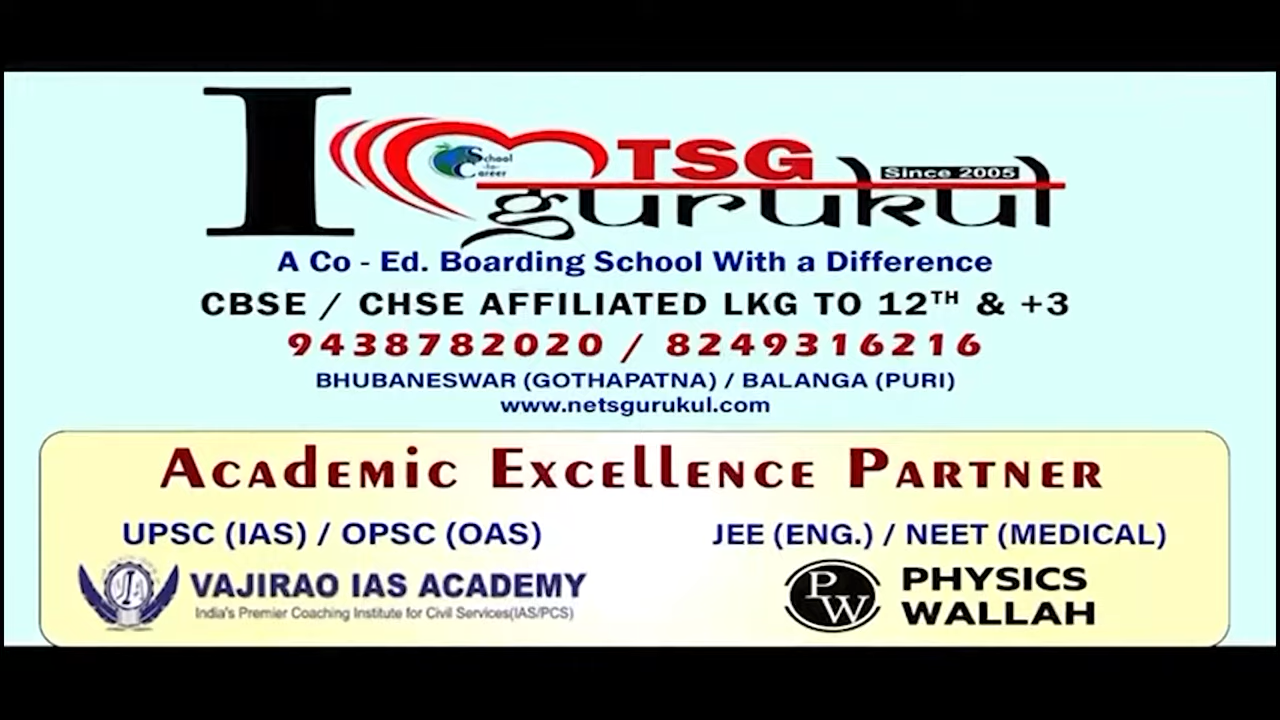 I TSG
School
-to-
Career
Since 2005
gurukul
A Co - Ed. Boarding School With a Difference
CBSE / CHSE AFFILIATED LKG TO 12TH & +3
9438782020 / 8249316216
BHUBANESWAR (GOTHAPATNA) / BALANGA (PURI)
www.netsgurukul.com
ACADEMIC EXCELLENCE PARTNER
UPSC (IAS) / OPSC (OAS)
JEE (ENG.) / NEET (MEDICAL)
VAJIRAO IAS ACADEMY
India's Premier Coaching Institute for Civil Services(IAS/PCS)
PW
PHYSICS
WALLAH